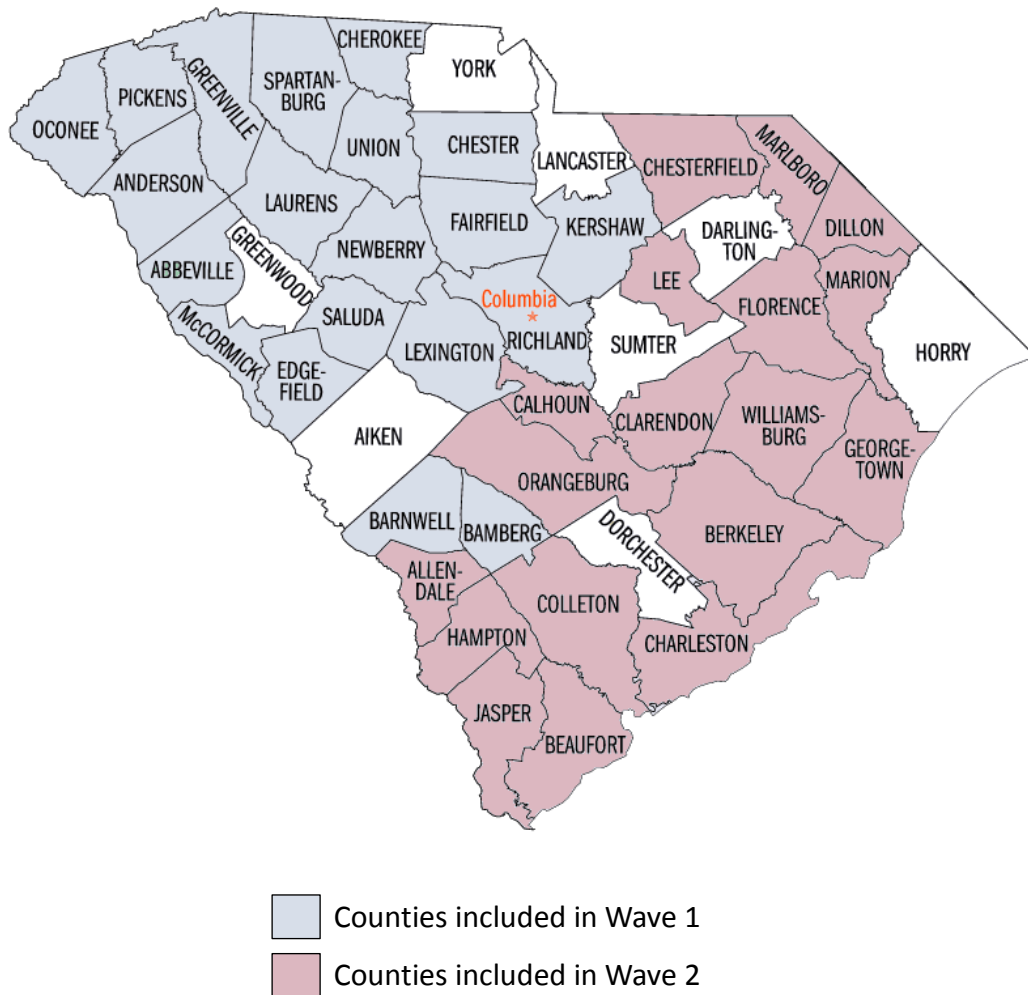 CHEROKEE
YORK
GREENVILLE
SPARTAN-
BURG
PICKENS
OCONEE
UNION
CHESTER
LANCASTER
CHESTERFIELD
MARLBORO
ANDERSON
LAURENS
FAIRFIELD
KERSHAW
DARLING-
TON
DILLON
NEWBERRY
GREENWOOD
ABBEVILLE
LEE
MARION
FLORENCE
Columbia
*
SALUDA
McCORMICK
RICHLAND
SUMTER
LEXINGTON
HORRY
EDGE-
FIELD
CALHOUN
CLARENDON
WILLIAMS-
BURG
AIKEN
GEORGE-
TOWN
ORANGEBURG
BARNWELL
BAMBERG
DORCHESTER
BERKELEY
ALLEN-
DALE
COLLETON
HAMPTON
CHARLESTON
JASPER
BEAUFORT
Counties included in Wave 1
Counties included in Wave 2